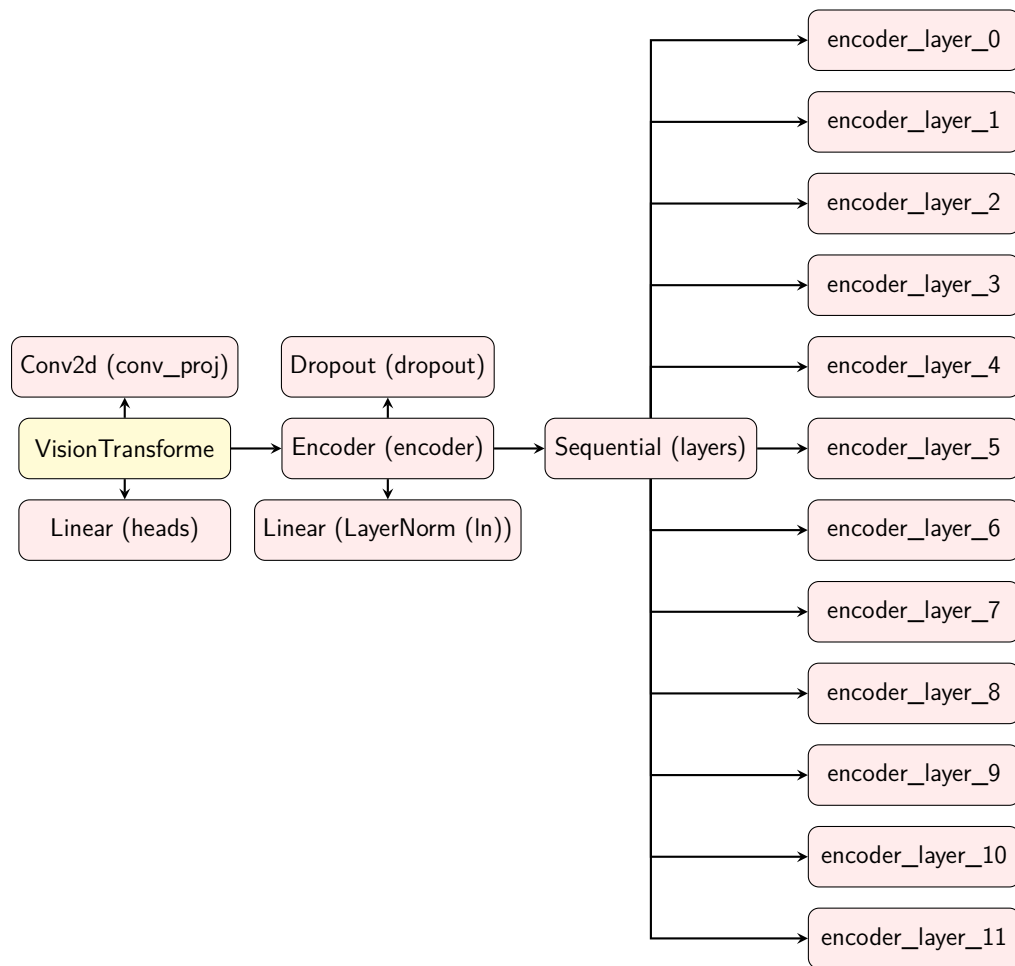 encoder_layer_0
encoder_layer_1
encoder_layer_2
encoder_layer_3
Conv2d (conv_proj)
Dropout (dropout)
encoder_layer_4
VisionTransforme
Encoder (encoder)
Sequential (layers)
encoder_layer_5
Linear (heads)
Linear (LayerNorm (ln))
encoder_layer_6
encoder_layer_7
encoder_layer_8
encoder_layer_9
encoder_layer_10
encoder_layer_11